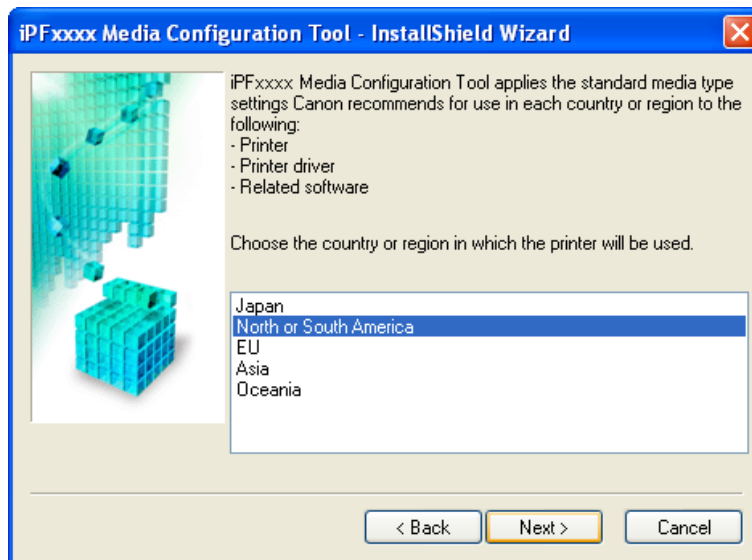 iPFxxxx Media Configuration Tool - InstallShield Wizard
iPFxxxx Media Configuration Tool applies the standard media type
settings Canon recommends for use in each country or region to the
following:
- Printer
- Printer driver
- Related software
Choose the country or region in which the printer will be used.
Japan
North or South America
EU
Asia
Oceania
< Back
Next >
Cancel